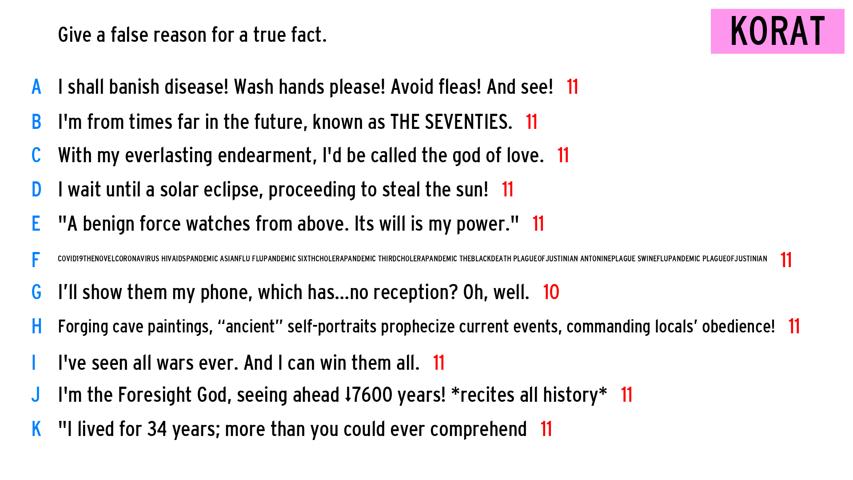 Give a false reason for a true fact.
KORAT
A I shall banish disease! Wash hands please! Avoid fleas! And see! 11
B I'm from times far in the future, known as THE SEVENTIES. 11
C With my everlasting endearment, I'd be called the god of love. 11
D I wait until a solar eclipse, proceeding to steal the sun! 11
E "A benign force watches from above. Its will is my power." 11
F COVID19THENOVELCORONAVIRUS HIVAIDSPANDEMIC ASIANFLU FLUPANDEMIC SIXTHCHOLERAPANDEMIC THIRDCHOLERAPANDEMIC THEBLACKDEATH PLAGUEOFJUSTINIAN ANTONINEPLAGUE SWINEFLUPANDEMIC PLAGUEOFJUSTINIAN 11
G I’ll show them my phone, which has...no reception? Oh, well. 10
H Forging cave paintings, “ancient” self-portraits prophecize current events, commanding locals’ obedience! 11
I I've seen all wars ever. And I can win them all. 11
J I'm the Foresight God, seeing ahead ↓7600 years! *recites all history* 11
K "I lived for 34 years; more than you could ever comprehend 11